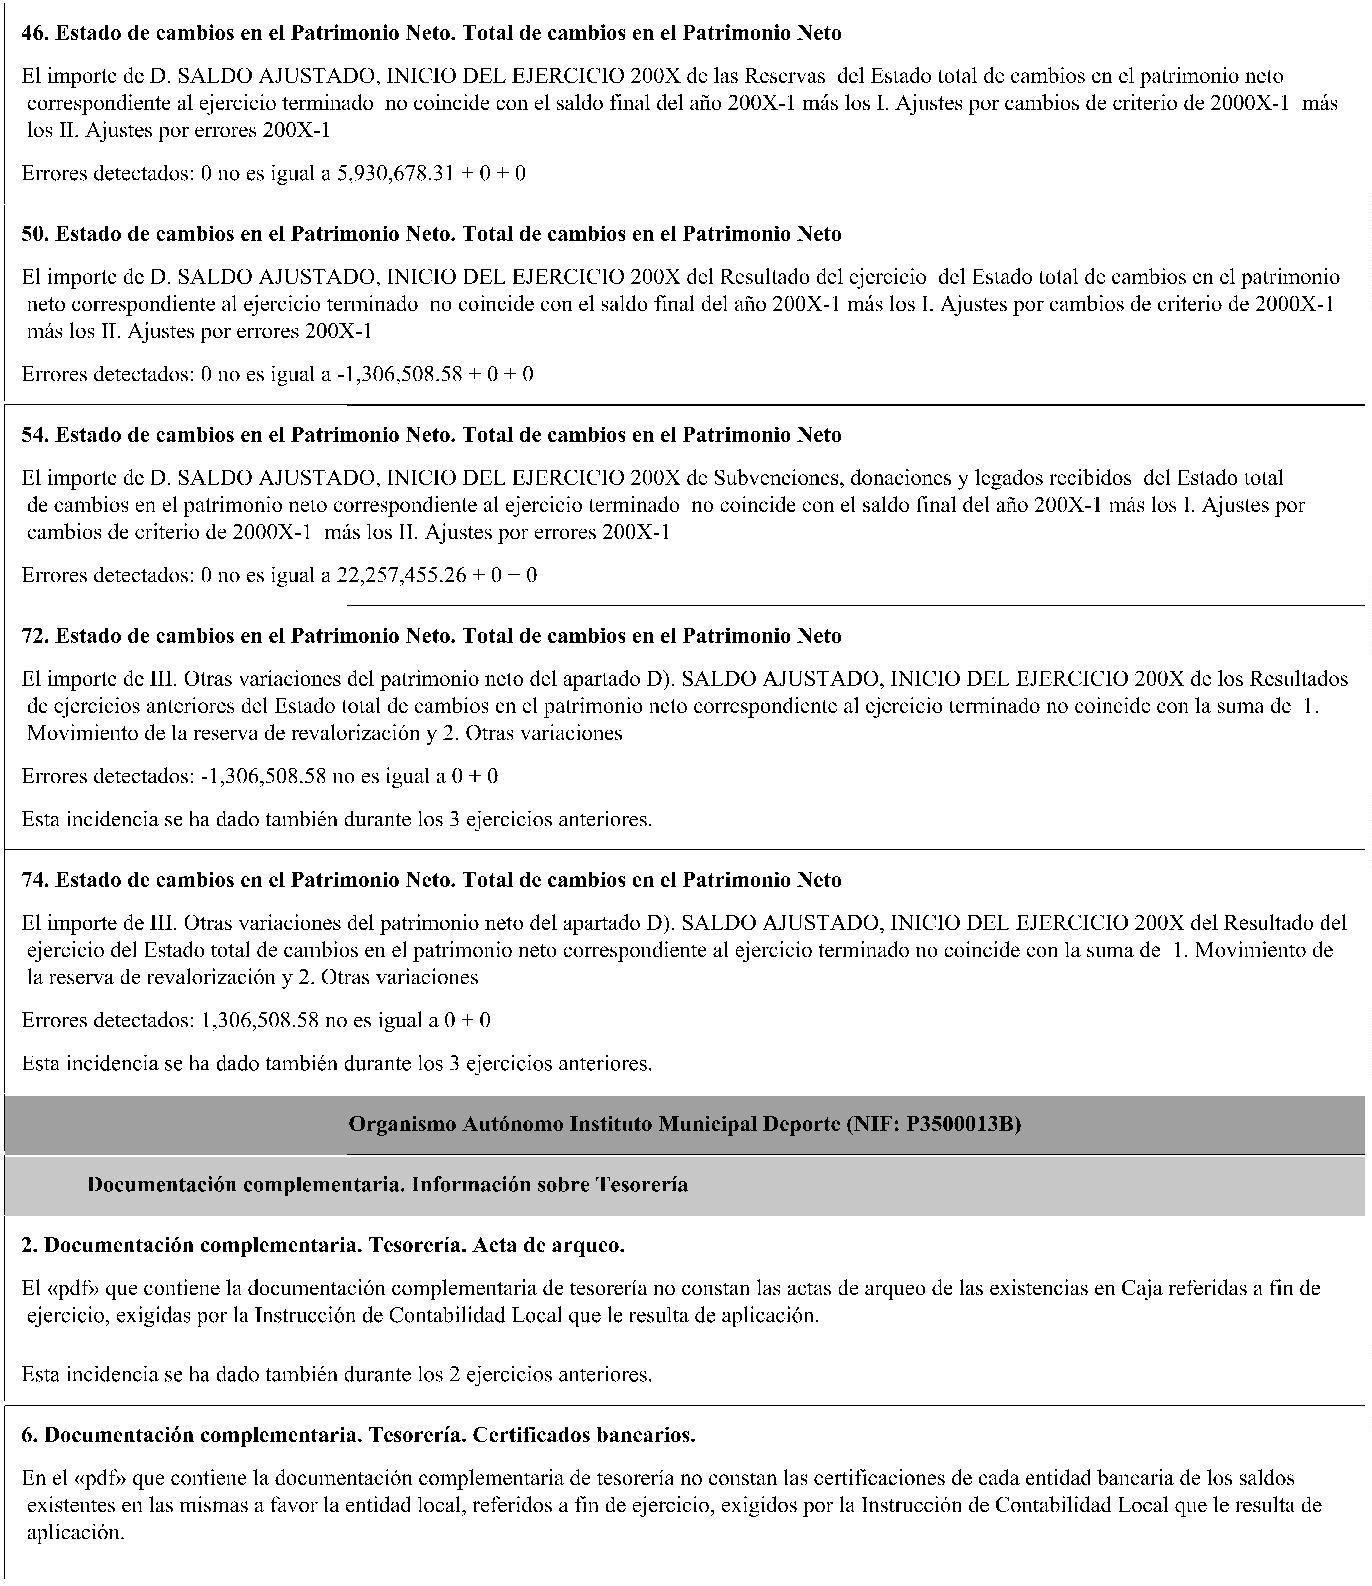 46. Estado de cambios en el Patrimonio Neto. Total de cambios en el Patrimonio Neto
El importe de D. SALDO AJUSTADO, INICIO DEL EJERCICIO 200X de las Reservas del Estado total de cambios en el patrimonio neto
correspondiente al ejercicio terminado no coincide con el saldo final del año 200X-1 más los I. Ajustes por cambios de criterio de 2000X-1 más
los II. Ajustes por errores 200X-1
Errores detectados: 0 no es igual a 5,930,678.31 + 0 + 0
50. Estado de cambios en el Patrimonio Neto. Total de cambios en el Patrimonio Neto
El importe de D. SALDO AJUSTADO, INICIO DEL EJERCICIO 200X del Resultado del ejercicio del Estado total de cambios en el patrimonio
neto correspondiente al ejercicio terminado no coincide con el saldo final del año 200X-1 más los I. Ajustes por cambios de criterio de 2000X-1
más los II. Ajustes por errores 200X-1
Errores detectados: 0 no es igual a -1,306,508.58 + 0 + 0
54. Estado de cambios en el Patrimonio Neto. Total de cambios en el Patrimonio Neto
El importe de D. SALDO AJUSTADO, INICIO DEL EJERCICIO 200X de Subvenciones, donaciones y legados recibidos del Estado total
de cambios en el patrimonio neto correspondiente al ejercicio terminado no coincide con el saldo final del año 200X-1 más los I. Ajustes por
cambios de criterio de 2000X-1 más los II. Ajustes por errores 200X-1
Errores detectados: 0 no es igual a 22,257,455.26 + 0 + 0
72. Estado de cambios en el Patrimonio Neto. Total de cambios en el Patrimonio Neto
El importe de III. Otras variaciones del patrimonio neto del apartado D). SALDO AJUSTADO, INICIO DEL EJERCICIO 200X de los Resultados
de ejercicios anteriores del Estado total de cambios en el patrimonio neto correspondiente al ejercicio terminado no coincide con la suma de 1.
Movimiento de la reserva de revalorización y 2. Otras variaciones
Errores detectados: -1,306,508.58 no es igual a 0 + 0
Esta incidencia se ha dado también durante los 3 ejercicios anteriores.
74. Estado de cambios en el Patrimonio Neto. Total de cambios en el Patrimonio Neto
El importe de III. Otras variaciones del patrimonio neto del apartado D). SALDO AJUSTADO, INICIO DEL EJERCICIO 200X del Resultado del
ejercicio del Estado total de cambios en el patrimonio neto correspondiente al ejercicio terminado no coincide con la suma de 1. Movimiento de
la reserva de revalorización y 2. Otras variaciones
Errores detectados: 1,306,508.58 no es igual a 0 + 0
Esta incidencia se ha dado también durante los 3 ejercicios anteriores.
Organismo Autónomo Instituto Municipal Deporte (NIF: P3500013B)
Documentación complementaria. Información sobre Tesorería
2. Documentación complementaria. Tesorería. Acta de arqueo.
El «pdf» que contiene la documentación complementaria de tesorería no constan las actas de arqueo de las existencias en Caja referidas a fin de
ejercicio, exigidas por la Instrucción de Contabilidad Local que le resulta de aplicación.
Esta incidencia se ha dado también durante los 2 ejercicios anteriores.
6. Documentación complementaria. Tesorería. Certificados bancarios.
En el «pdf» que contiene la documentación complementaria de tesorería no constan las certificaciones de cada entidad bancaria de los saldos
existentes en las mismas a favor la entidad local, referidos a fin de ejercicio, exigidos por la Instrucción de Contabilidad Local que le resulta de
aplicación.